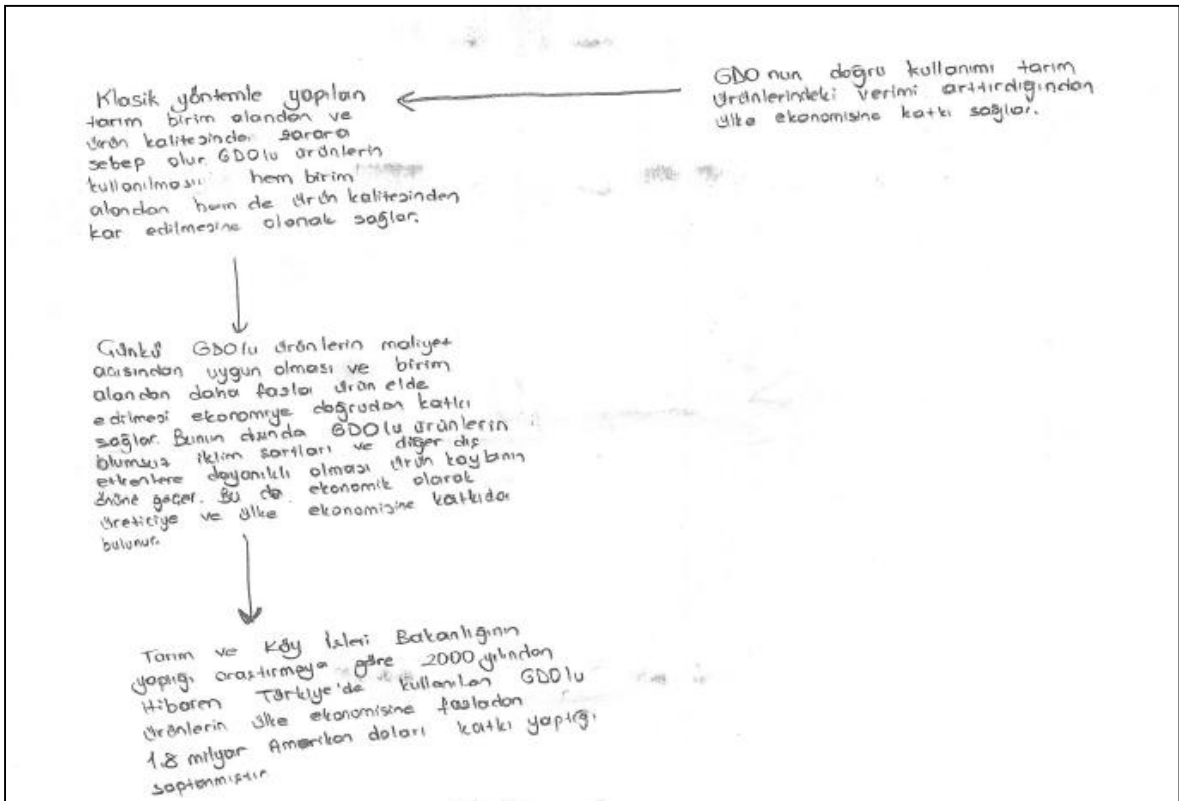 GDO nun doğru kullanımı tarım
ürünlerindeki verimi arttırdığından
ülke ekonomisine katkı sağlar.
Klasik yöntemle yapılan
tarım birim alandan ve
ürün kalitesinden zarara
sebep olur. GDOlu ürünlerin
kullanılması hem birim
alandan hem de ürün kalitesinden
kar edilmesine olanak sağlar.
Çünkü GDOlu ürünlerin maliyet
açısından uygun olması ve birim
alandan daha fazla ürün elde
edilmesi ekonomiye doğrudan katkı
sağlar. Bunun dışında GDOlu ürünlerin
olumsuz iklim şartları ve diğer dış
etkenlere dayanıklı olması ürün kaybının
önüne geçer. Bu da ekonomik olarak
üreticiye ve ülke ekonomisine katkıda
bulunur.
Tarım ve Köy İşleri Bakanlığının
yaptığı araştırmaya göre 2000 yılından
itibaren Türkiye'de kullanılan GDOlu
ürünlerin ülke ekonomisine fazladan
1.8 milyar Amerikan doları katkı yaptığı
saptanmıştır